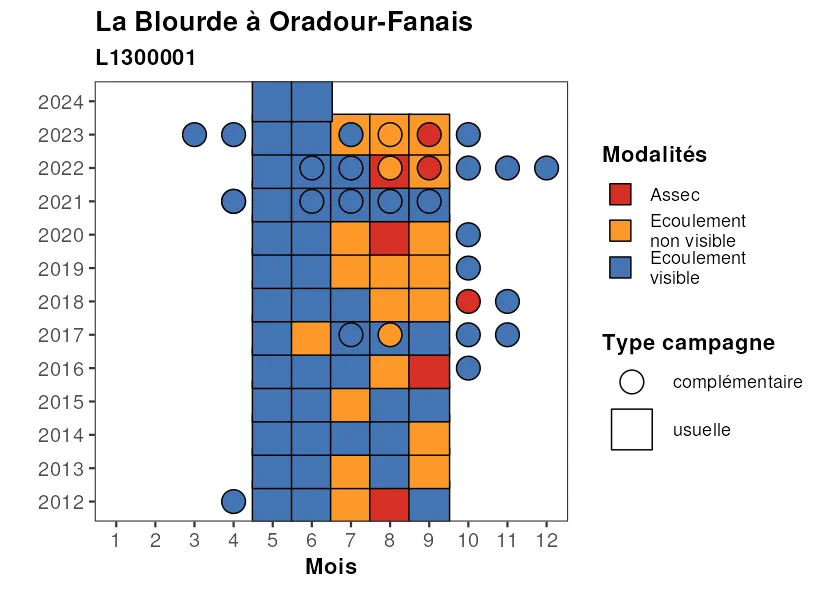 La Blourde à Oradour-Fanais
L1300001
2024
2023
2022
2021
2020
2019
2018
2017
2016
2015
2014
2013
2012
1 2 3 4 5 6 7 8 9 10 11 12
Mois
Modalités
Assec
Ecoulement
non visible
Ecoulement
visible
Type campagne
complémentaire
usuelle